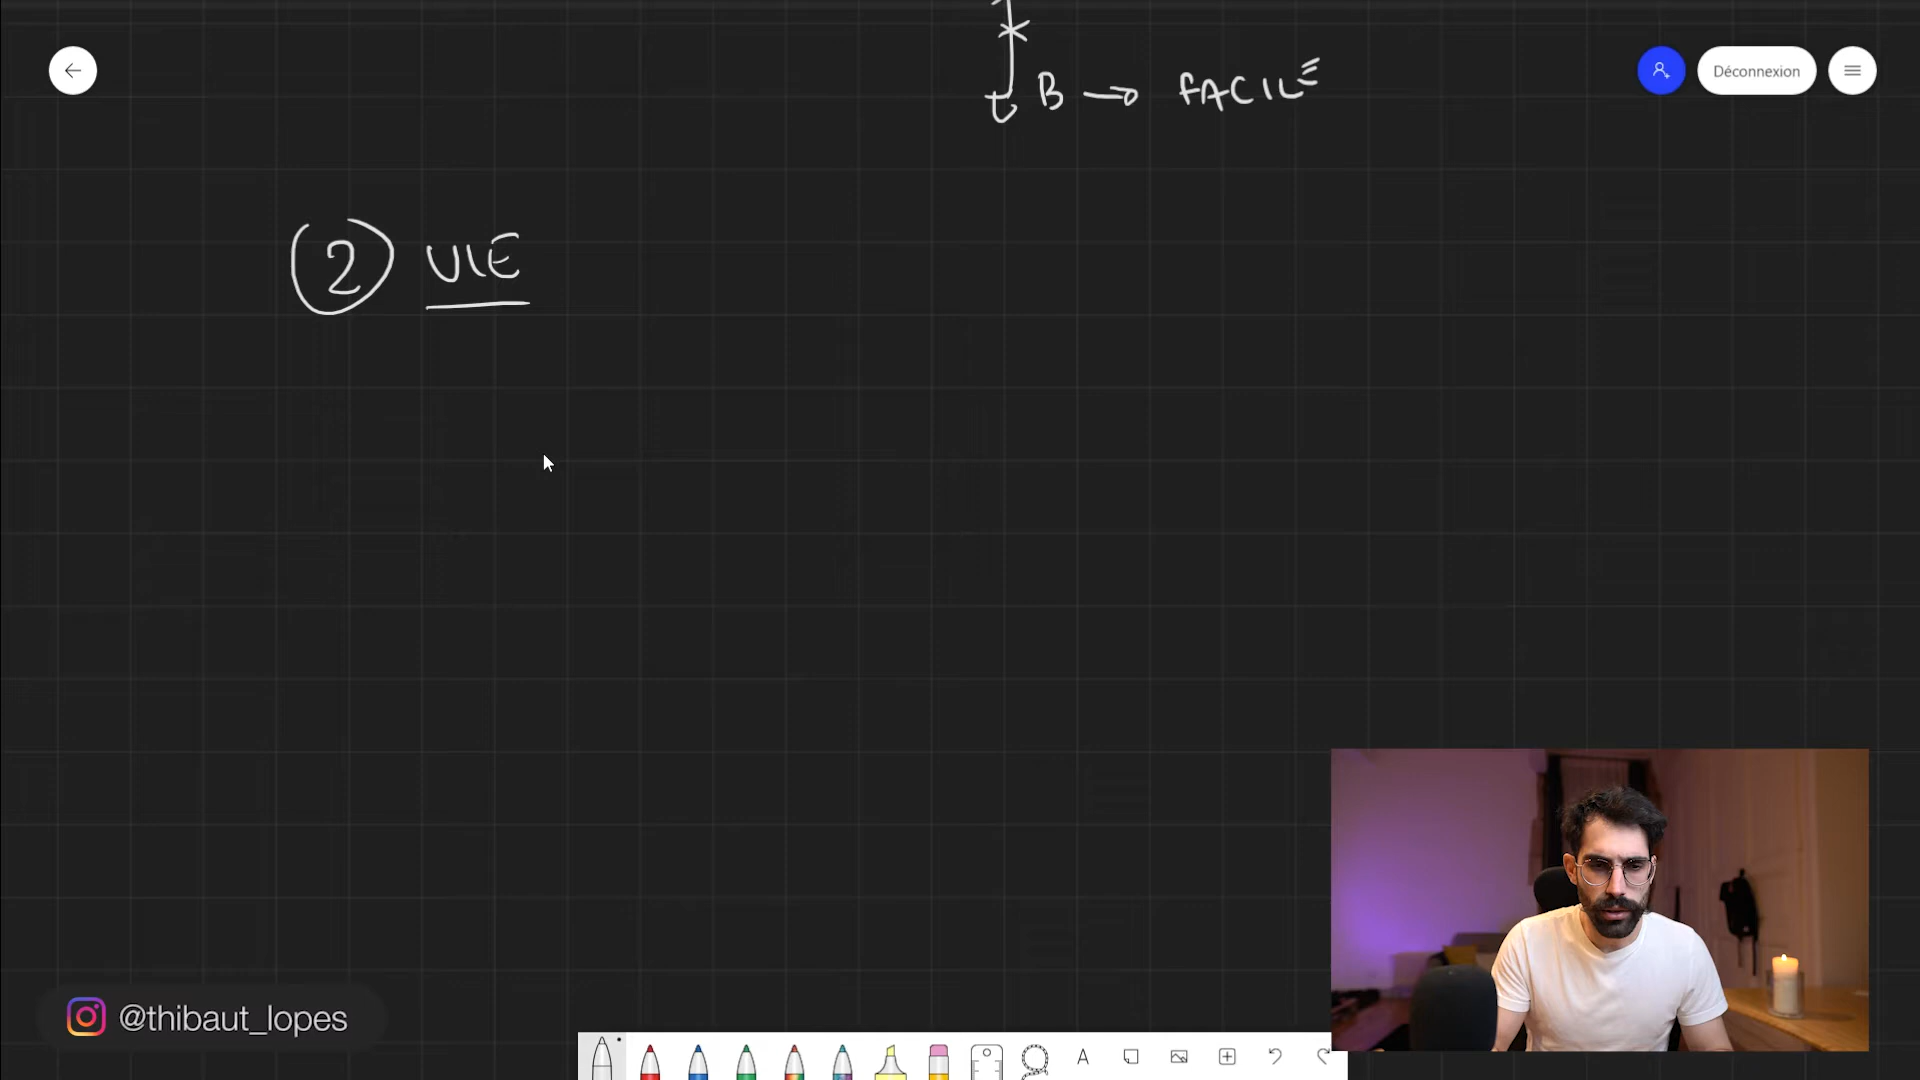 B → FACILE
Déconnexion
2 VIE
@thibaut_lopes
A